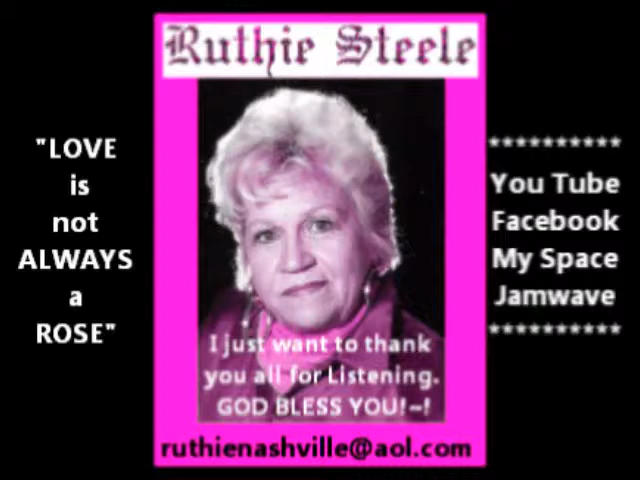 Ruthie Steele
"LOVE
is
not
ALWAYS
a
ROSE"
**********
You Tube
Facebook
My Space
Jamwave
**********
I just want to thank
you all for Listening.
GOD BLESS YOU!~!
ruthienashville@aol.com